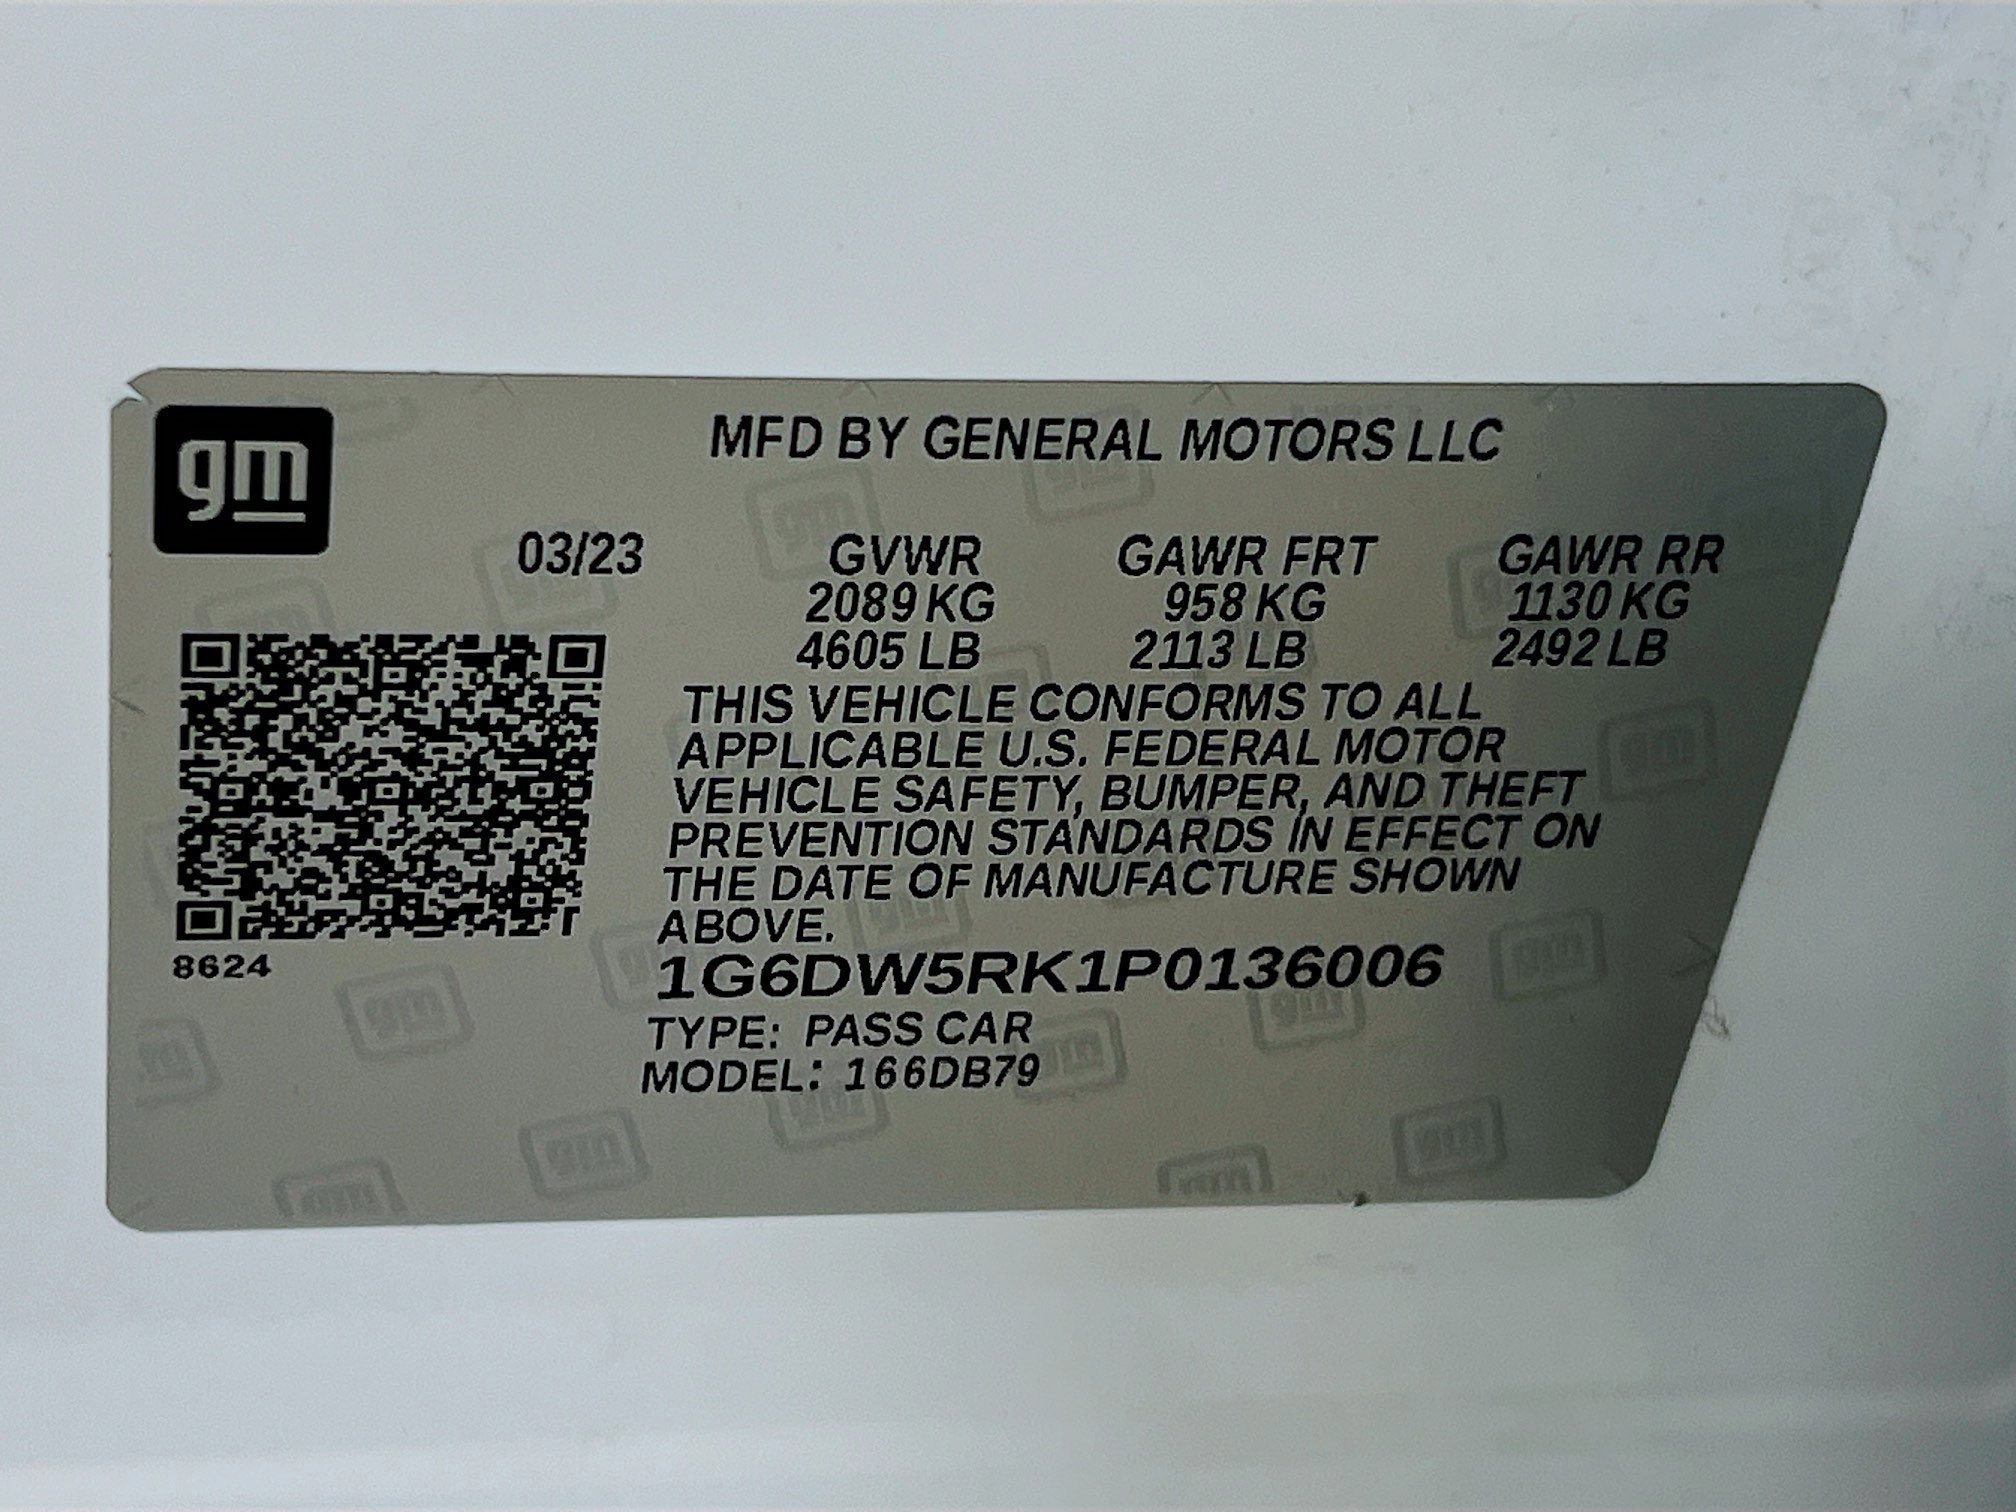 gm
MFD BY GENERAL MOTORS LLC
03/23 GVWR GAWR FRT GAWR RR
2089 KG 958 KG 1130 KG
4605 LB 2113 LB 2492 LB
THIS VEHICLE CONFORMS TO ALL
APPLICABLE U.S. FEDERAL MOTOR
VEHICLE SAFETY, BUMPER, AND THEFT
PREVENTION STANDARDS IN EFFECT ON
THE DATE OF MANUFACTURE SHOWN
ABOVE.
8624
1G6DW5RK1P0136006
TYPE: PASS CAR
MODEL: 166DB79